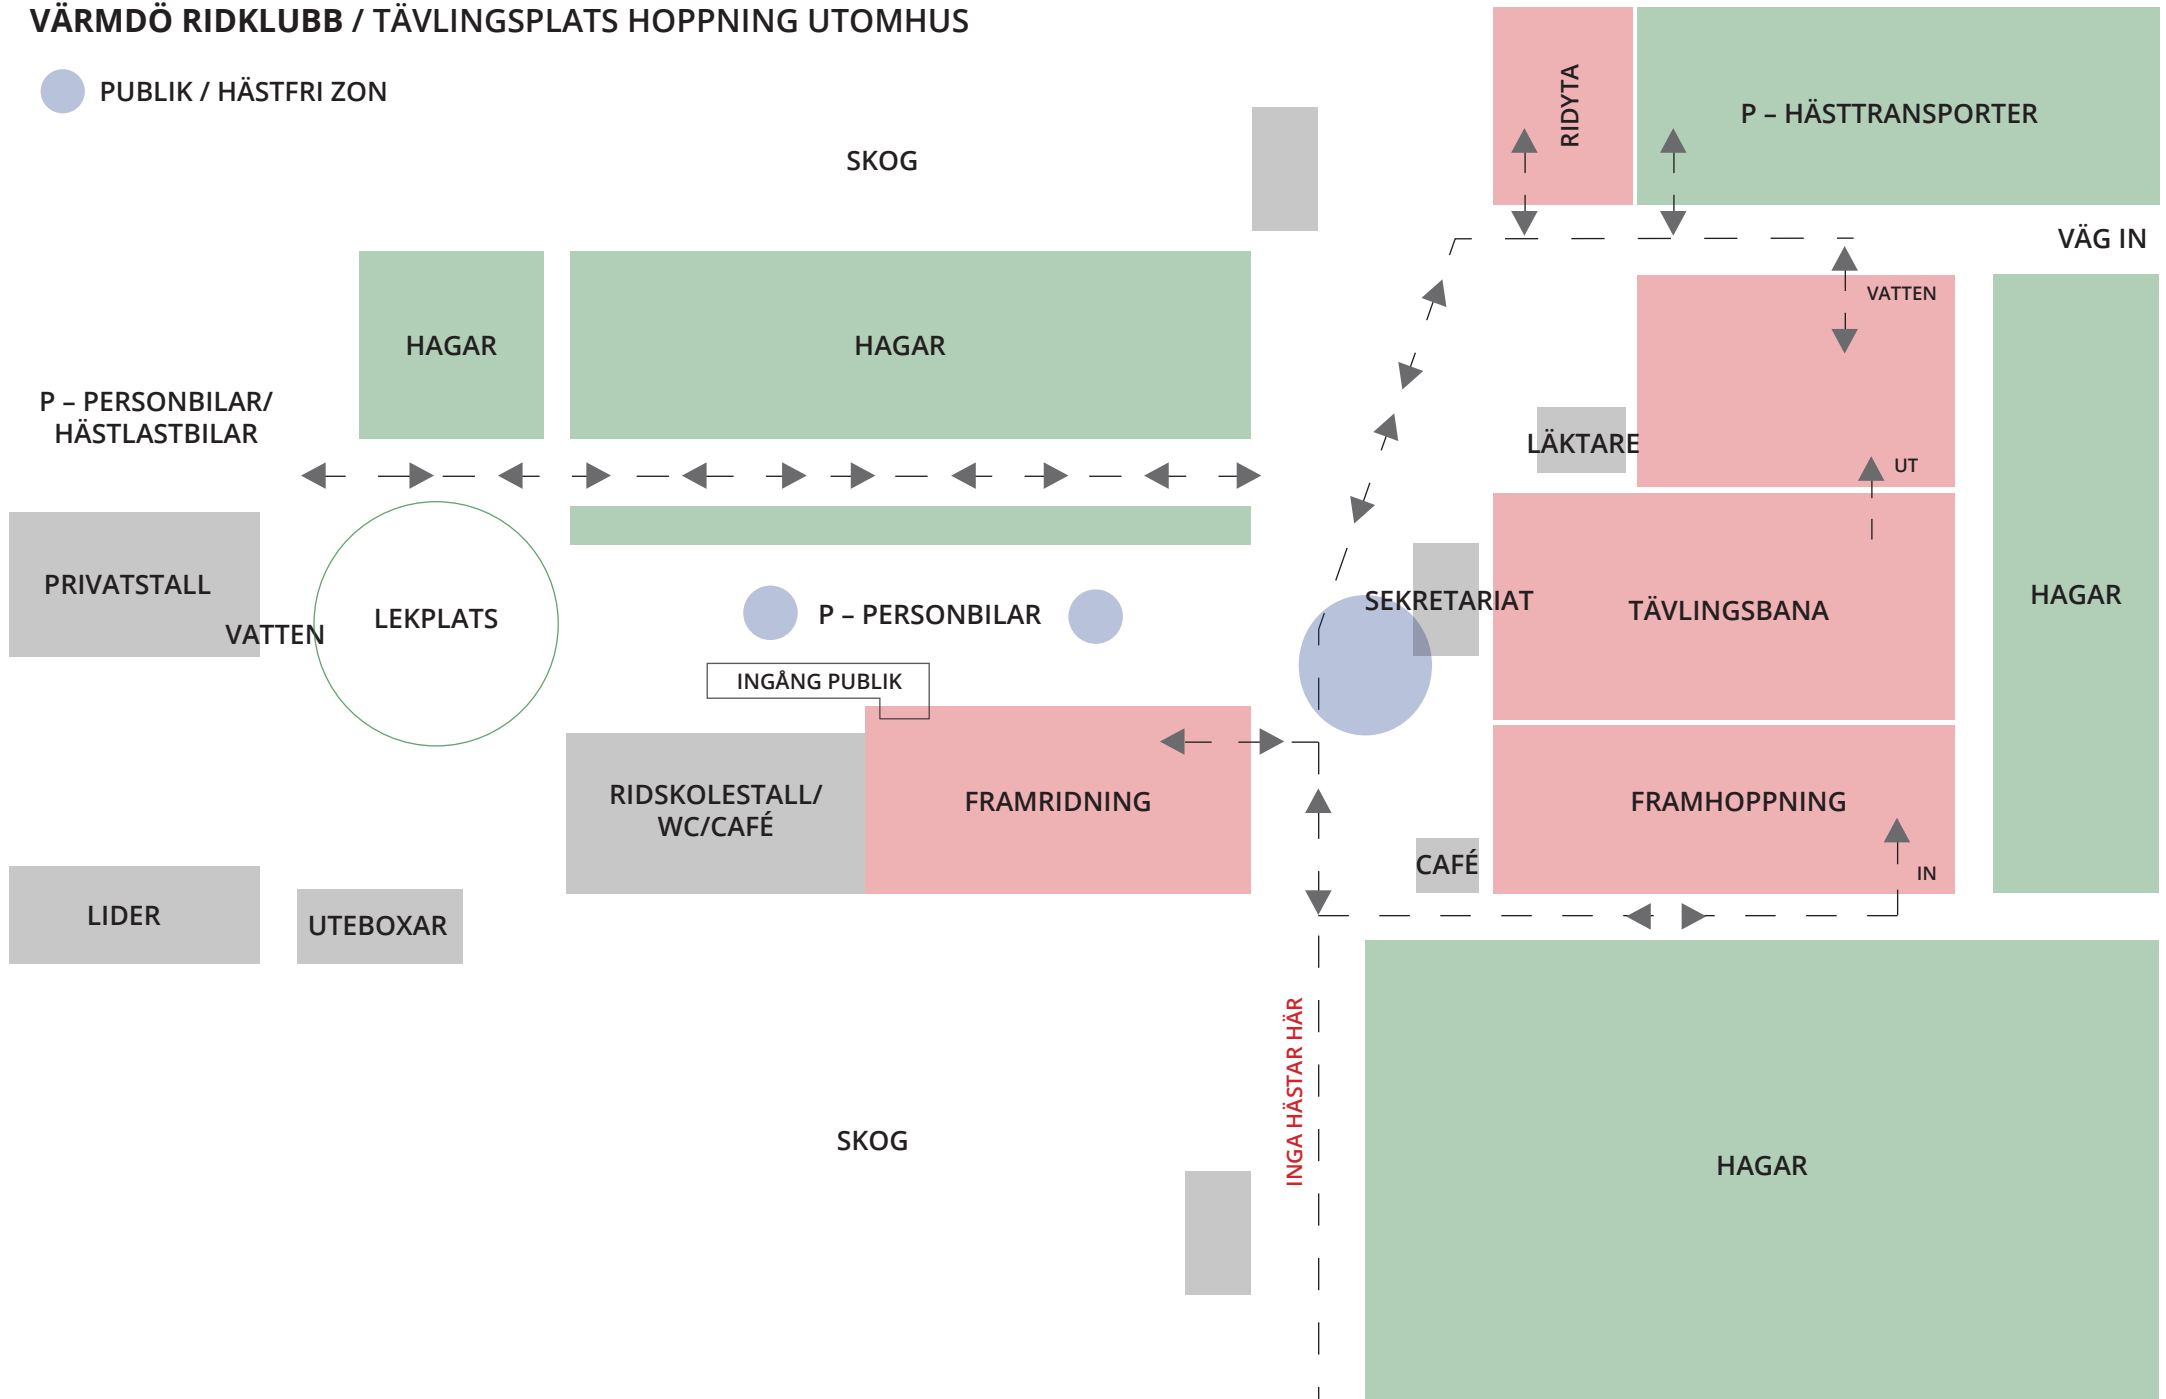 VÄRMDÖ RIDKLUBB / TÄVLINGSPLATS HOPPNING UTOMHUS
PUBLIK / HÄSTFRI ZON
RIDYTA
P – HÄSTTRANSPORTER
SKOG
VÄG IN
VATTEN
HAGAR
HAGAR
P – PERSONBILAR/
HÄSTLASTBILAR
LÄKTARE
UT
PRIVATSTALL
VATTEN
LEKPLATS
P – PERSONBILAR
SEKRETARIAT
TÄVLINGSBANA
HAGAR
INGÅNG PUBLIK
RIDSKOLESTALL/
WC/CAFÉ
FRAMRIDNING
FRAMHOPPNING
CAFÉ
IN
LIDER
UTEBOXAR
INGA HÄSTAR HÄR
SKOG
HAGAR